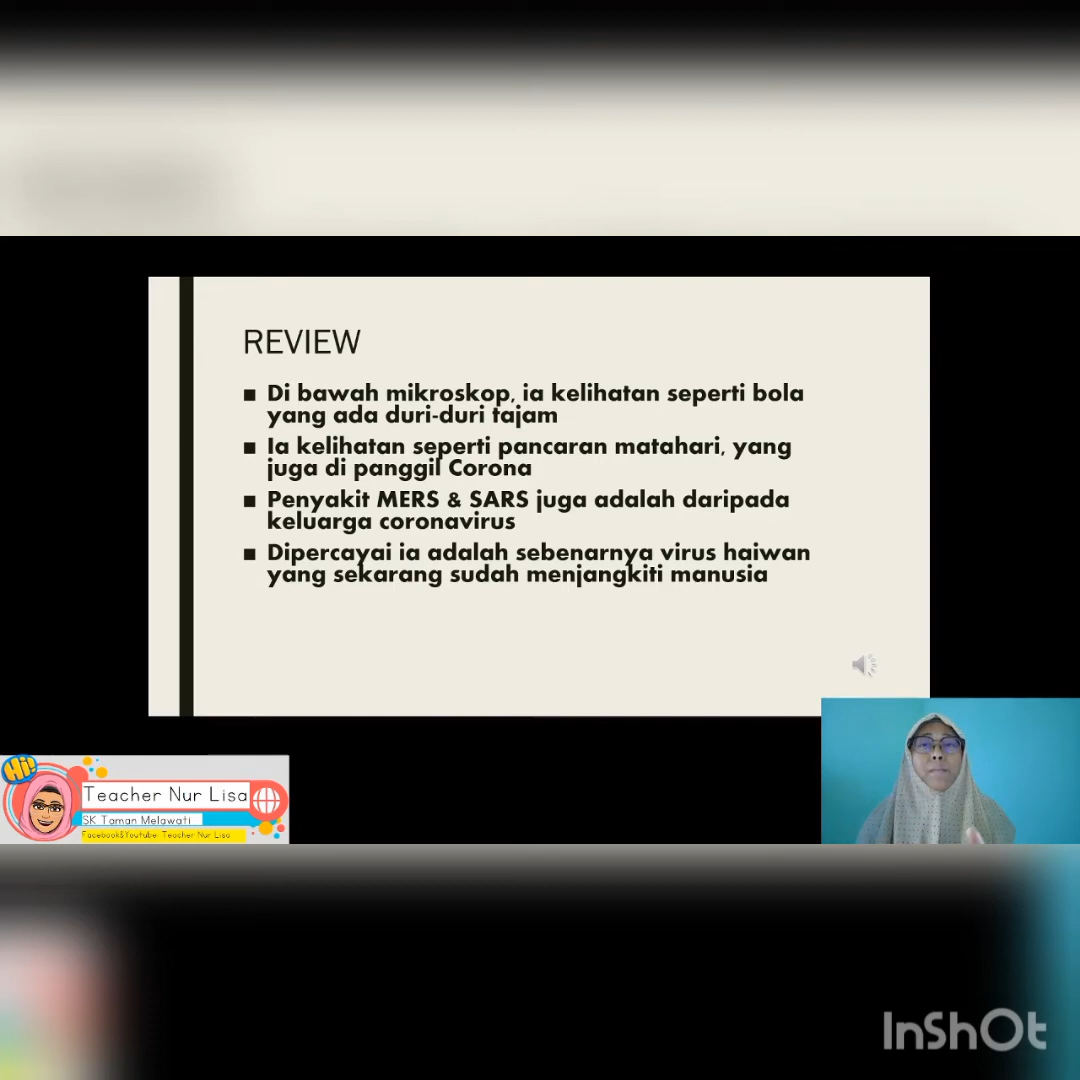 REVIEW
■ Di bawah mikroskop, ia kelihatan seperti bola
yang ada duri-duri tajam
■ Ia kelihatan seperti pancaran matahari, yang
juga di panggil Corona
■ Penyakit MERS & SARS juga adalah daripada
keluarga coronavirus
■ Dipercayai ia adalah sebenarnya virus haiwan
yang sekarang sudah menjangkiti manusia
Hi!
Teacher Nur Lisa
SK Taman Melawati
Facebook&Youtube: Teacher Nur Lisa
InShOt